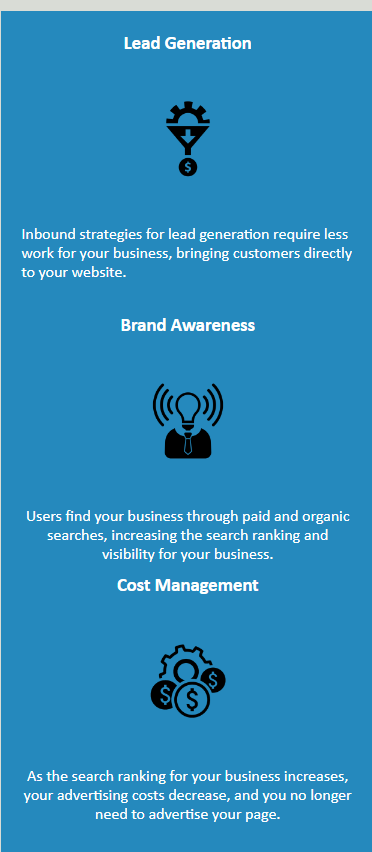 Lead Generation
$
Inbound strategies for lead generation require less
work for your business, bringing customers directly
to your website.
Brand Awareness
Users find your business through paid and organic
searches, increasing the search ranking and
visibility for your business.
Cost Management
$ $ $
As the search ranking for your business increases,
your advertising costs decrease, and you no longer
need to advertise your page.